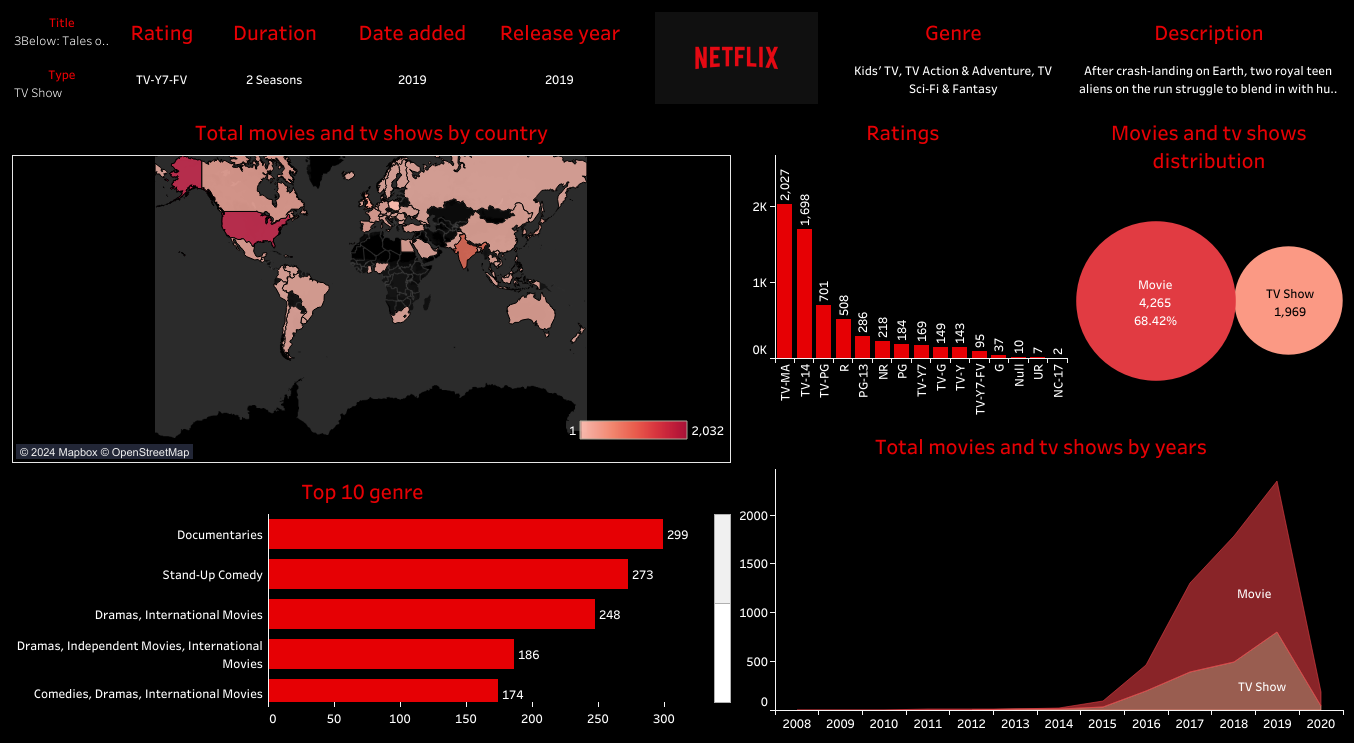 Title
3Below: Tales o..
Type
TV Show
Rating
TV-Y7-FV
Duration
2 Seasons
Date added
2019
Release year
2019
NETFLIX
Genre
Kids' TV, TV Action & Adventure, TV
Sci-Fi & Fantasy
Description
After crash-landing on Earth, two royal teen
aliens on the run struggle to blend in with hu..
Total movies and tv shows by country
1
2,032
© 2024 Mapbox © OpenStreetMap
Ratings
2K
1K
0K
2,027
1,698
701
508
286
218
184
169
149
143
95
37
10
7
2
TV-MA
TV-14
TV-PG
R
PG-13
NR
PG
TV-Y7
TV-G
TV-Y
TV-Y7-FV
G
Null
UR
NC-17
Movies and tv shows
distribution
Movie
4,265
68.42%
TV Show
1,969
Top 10 genre
Documentaries
299
Stand-Up Comedy
273
Dramas, International Movies
248
Dramas, Independent Movies, International
Movies
186
Comedies, Dramas, International Movies
174
0 50 100 150 200 250 300
Total movies and tv shows by years
2000
1500
1000
500
0
Movie
TV Show
2008 2009 2010 2011 2012 2013 2014 2015 2016 2017 2018 2019 2020